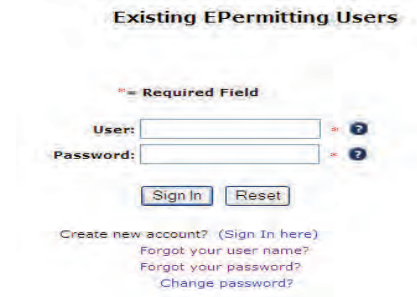 Existing EPermitting Users
*= Required Field
User: * ?
Password: * ?
Sign In Reset
Create new account? (Sign In here)
Forgot your user name?
Forgot your password?
Change password?